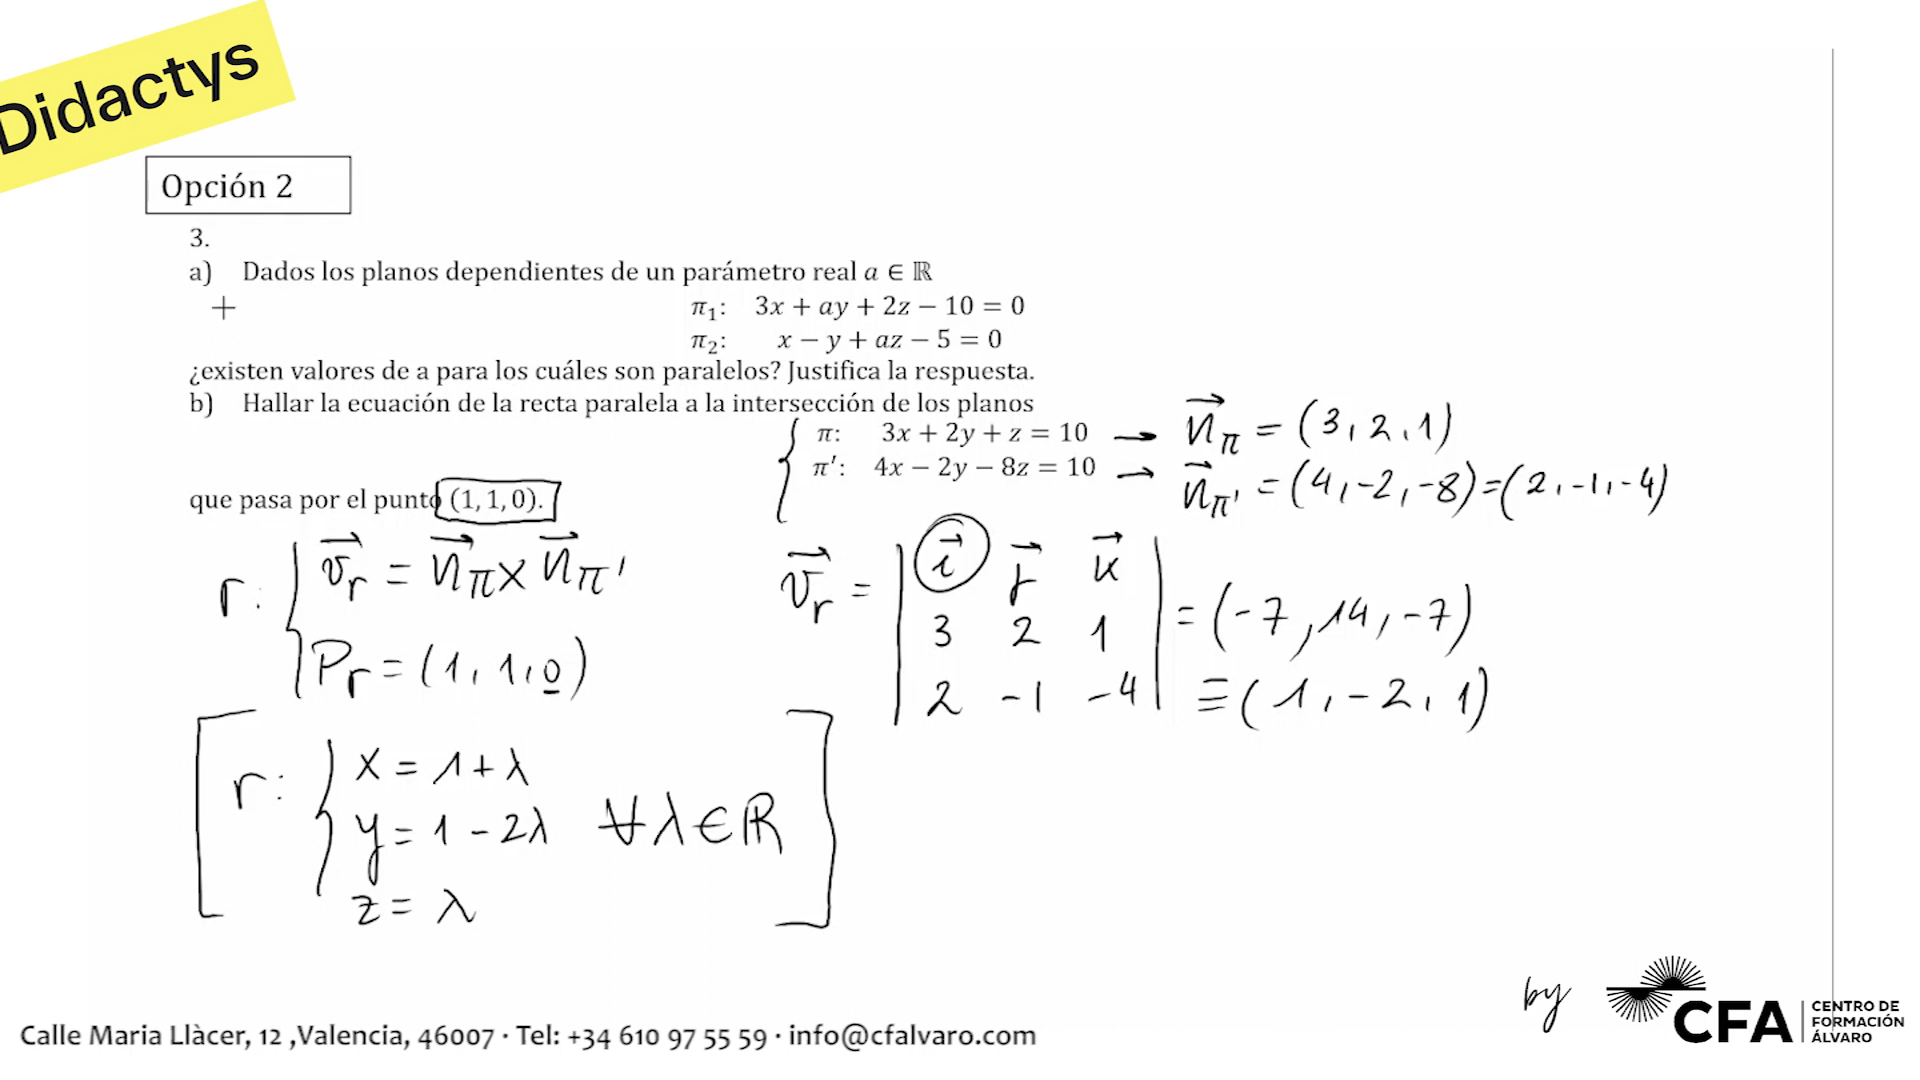 Didactys
Opción 2
3.
a) Dados los planos dependientes de un parámetro real a ∈ ℝ
+
π₁: 3x + ay + 2z − 10 = 0
π₂: x − y + az − 5 = 0
¿existen valores de a para los cuáles son paralelos? Justifica la respuesta.
b) Hallar la ecuación de la recta paralela a la intersección de los planos
π: 3x + 2y + z = 10 → n⃗π = (3, 2, 1)
π′: 4x − 2y − 8z = 10 → n⃗π' = (4, -2, -8) = (2, -1, -4)
que pasa por el punto (1, 1, 0).
r: { v⃗r = n⃗π × n⃗π'
Pr = (1, 1, 0)
v⃗r = | i⃗ j⃗ k⃗ |
3 2 1 = (-7, 14, -7)
2 -1 -4 ≡ (1, -2, 1)
r: { x = 1 + λ
y = 1 - 2λ ∀λ∈ℝ
z = λ
by
CFA
CENTRO DE
FORMACIÓN
ÁLVARO
Calle Maria Llàcer, 12 ,Valencia, 46007 · Tel: +34 610 97 55 59 · info@cfalvaro.com